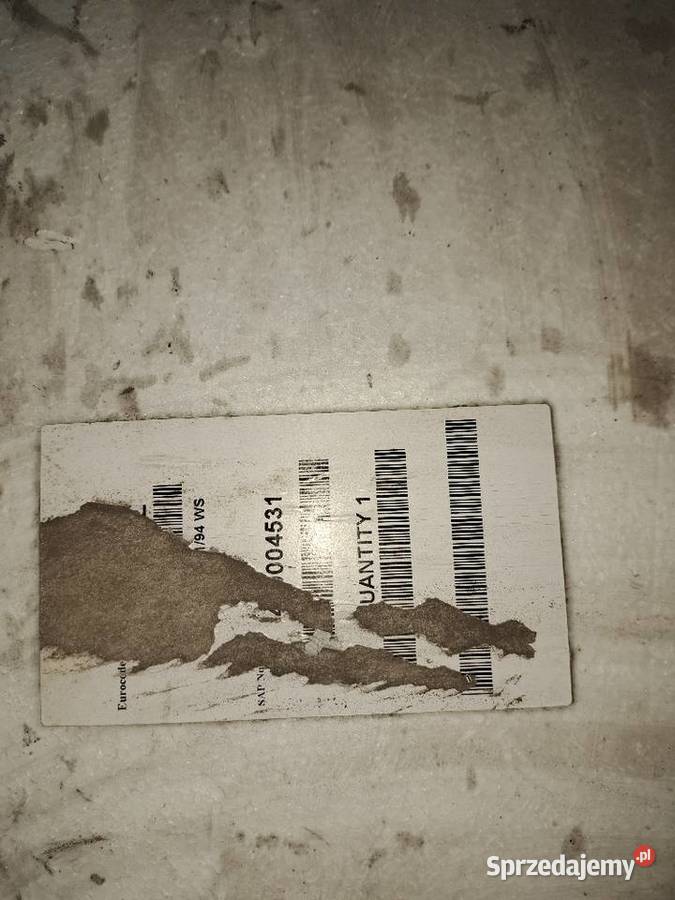 Eurocode
/94 WS
SAP No
004531
UANTITY 1
Sprzedajemy.pl